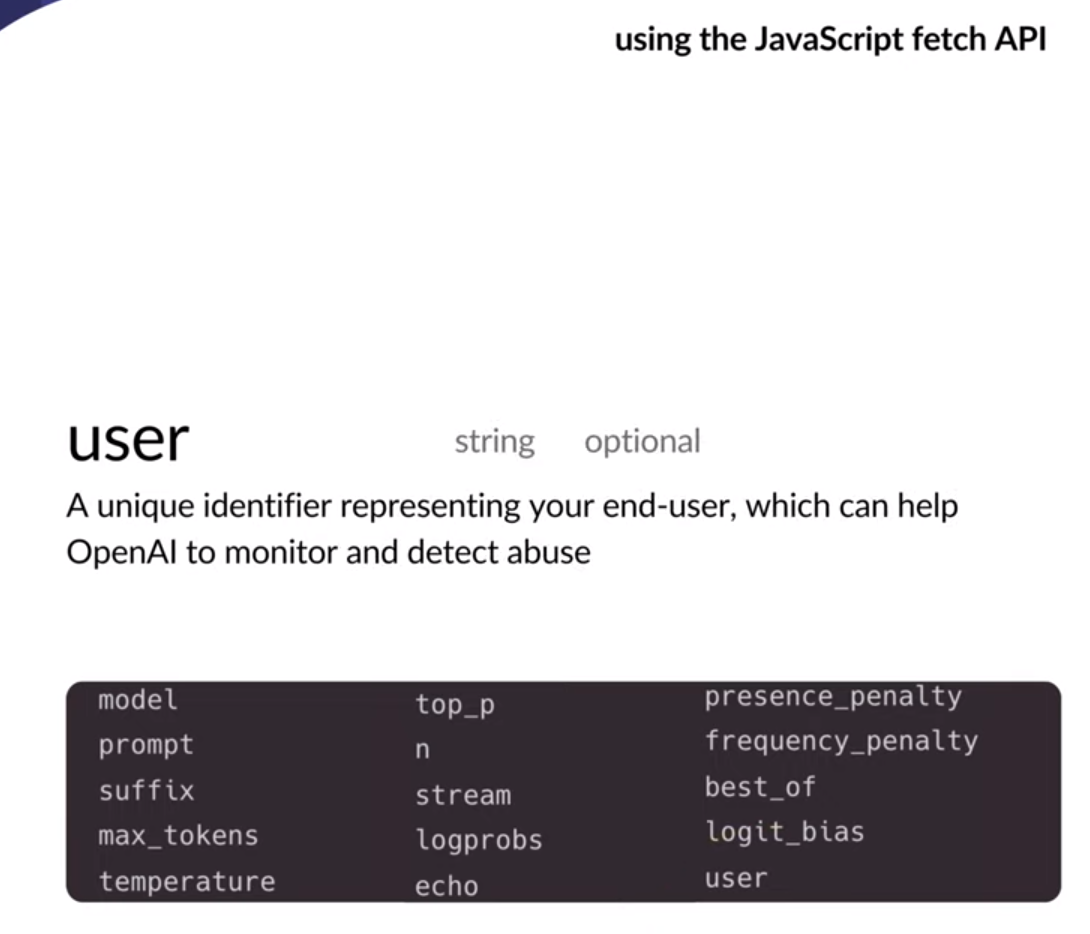 using the JavaScript fetch API
user string optional
A unique identifier representing your end-user, which can help
OpenAI to monitor and detect abuse
model top_p presence_penalty
prompt n frequency_penalty
suffix stream best_of
max_tokens logprobs logit_bias
temperature echo user